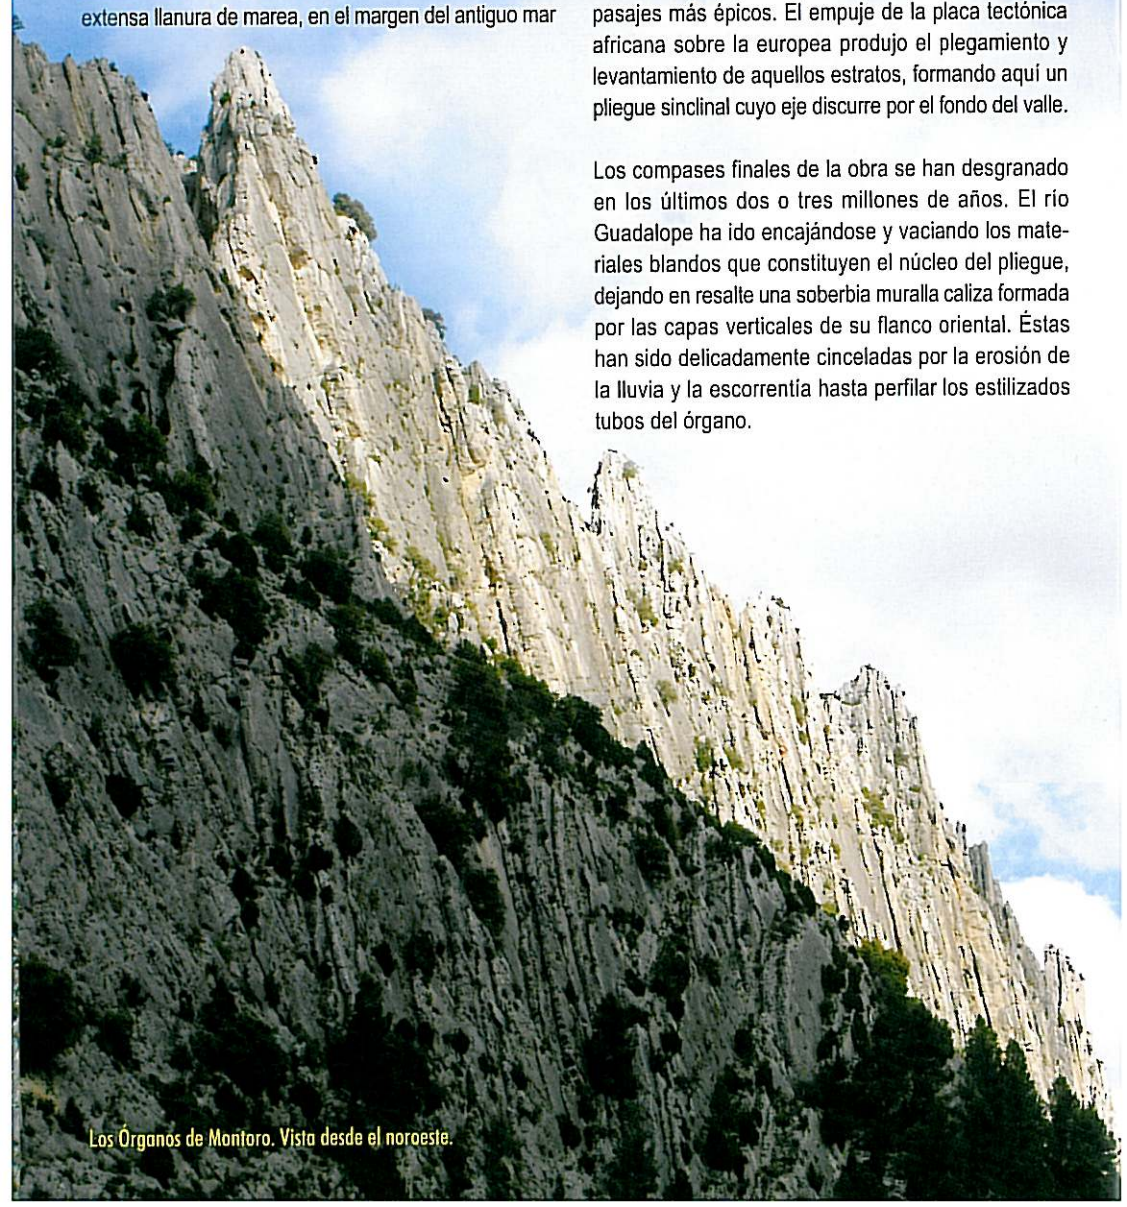 extensa llanura de marea, en el margen del antiguo mar
pasajes más épicos. El empuje de la placa tectónica
africana sobre la europea produjo el plegamiento y
levantamiento de aquellos estratos, formando aquí un
pliegue sinclinal cuyo eje discurre por el fondo del valle.
Los compases finales de la obra se han desgranado
en los últimos dos o tres millones de años. El río
Guadalope ha ido encajándose y vaciando los mate-
riales blandos que constituyen el núcleo del pliegue,
dejando en resalte una soberbia muralla caliza formada
por las capas verticales de su flanco oriental. Éstas
han sido delicadamente cinceladas por la erosión de
la lluvia y la escorrentía hasta perfilar los estilizados
tubos del órgano.
Los Órganos de Montoro. Vista desde el noroeste.